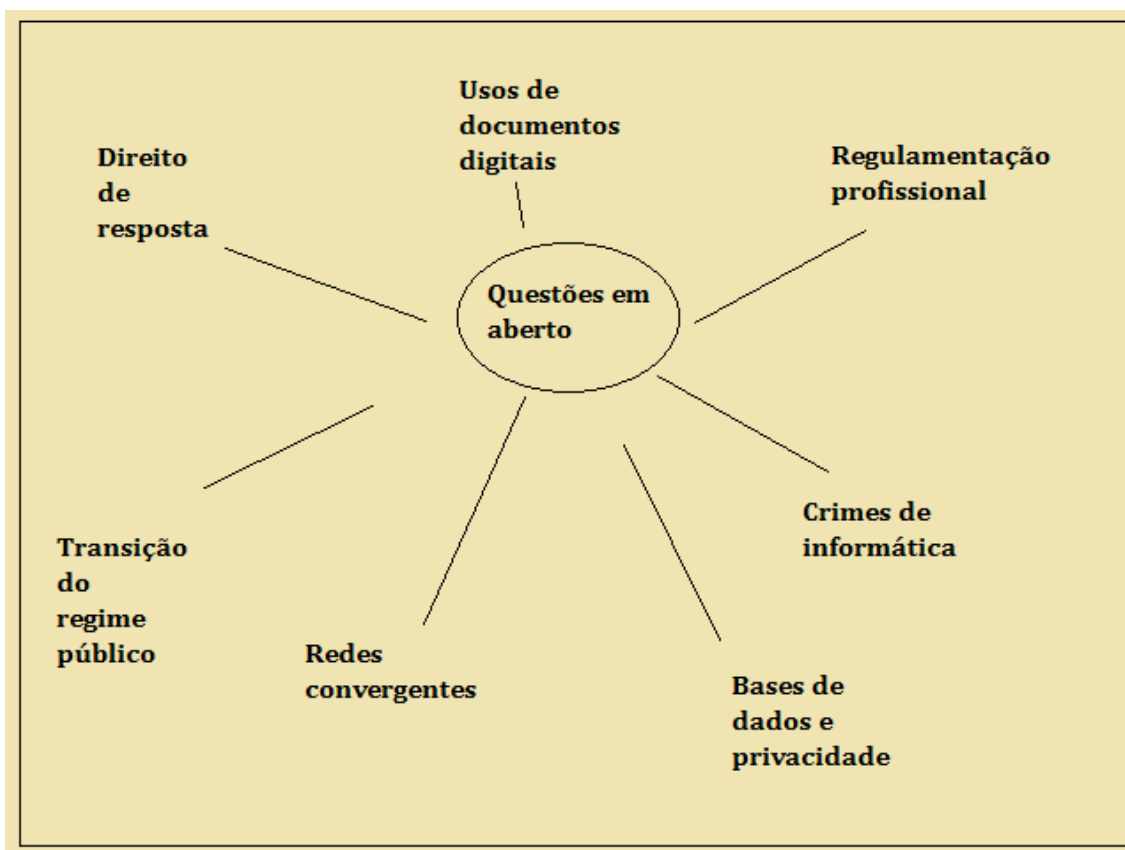 Usos de
documentos
digitais
Direito
de
resposta
Regulamentação
profissional
Questões em
aberto
Crimes de
informática
Transição
do
regime
público
Redes
convergentes
Bases de
dados e
privacidade